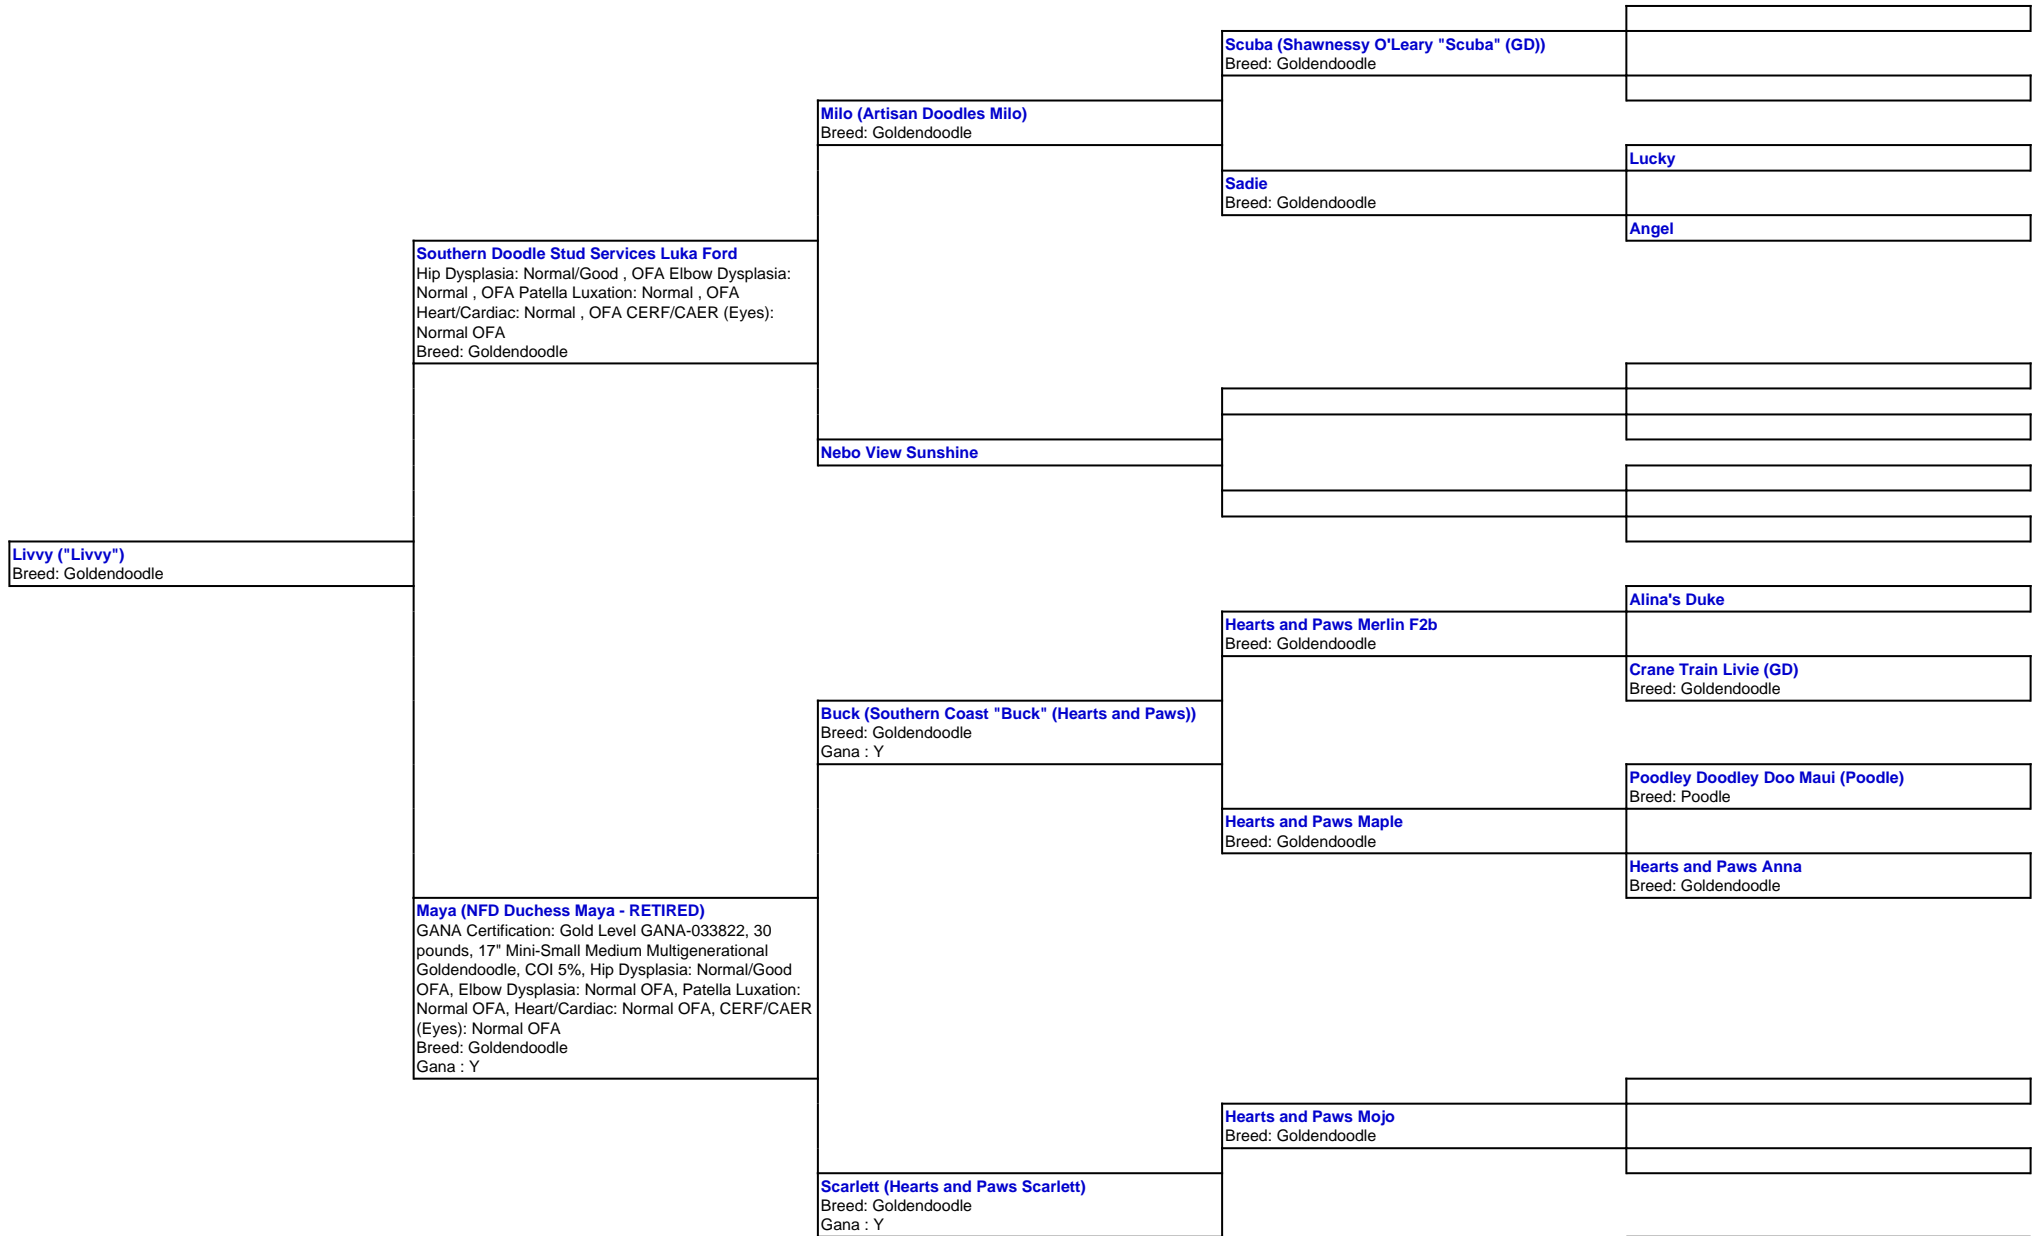 Scuba (Shawnessy O'Leary "Scuba" (GD))
Breed: Goldendoodle
Milo (Artisan Doodles Milo)
Breed: Goldendoodle
Lucky
Sadie
Breed: Goldendoodle
Angel
Southern Doodle Stud Services Luka Ford
Hip Dysplasia: Normal/Good , OFA Elbow Dysplasia:
Normal , OFA Patella Luxation: Normal , OFA
Heart/Cardiac: Normal , OFA CERF/CAER (Eyes):
Normal OFA
Breed: Goldendoodle
Nebo View Sunshine
Livvy ("Livvy")
Breed: Goldendoodle
Alina's Duke
Hearts and Paws Merlin F2b
Breed: Goldendoodle
Crane Train Livie (GD)
Breed: Goldendoodle
Buck (Southern Coast "Buck" (Hearts and Paws))
Breed: Goldendoodle
Gana : Y
Poodley Doodley Doo Maui (Poodle)
Breed: Poodle
Hearts and Paws Maple
Breed: Goldendoodle
Hearts and Paws Anna
Breed: Goldendoodle
Maya (NFD Duchess Maya - RETIRED)
GANA Certification: Gold Level GANA-033822, 30
pounds, 17" Mini-Small Medium Multigenerational
Goldendoodle, COI 5%, Hip Dysplasia: Normal/Good
OFA, Elbow Dysplasia: Normal OFA, Patella Luxation:
Normal OFA, Heart/Cardiac: Normal OFA, CERF/CAER
(Eyes): Normal OFA
Breed: Goldendoodle
Gana : Y
Hearts and Paws Mojo
Breed: Goldendoodle
Scarlett (Hearts and Paws Scarlett)
Breed: Goldendoodle
Gana : Y